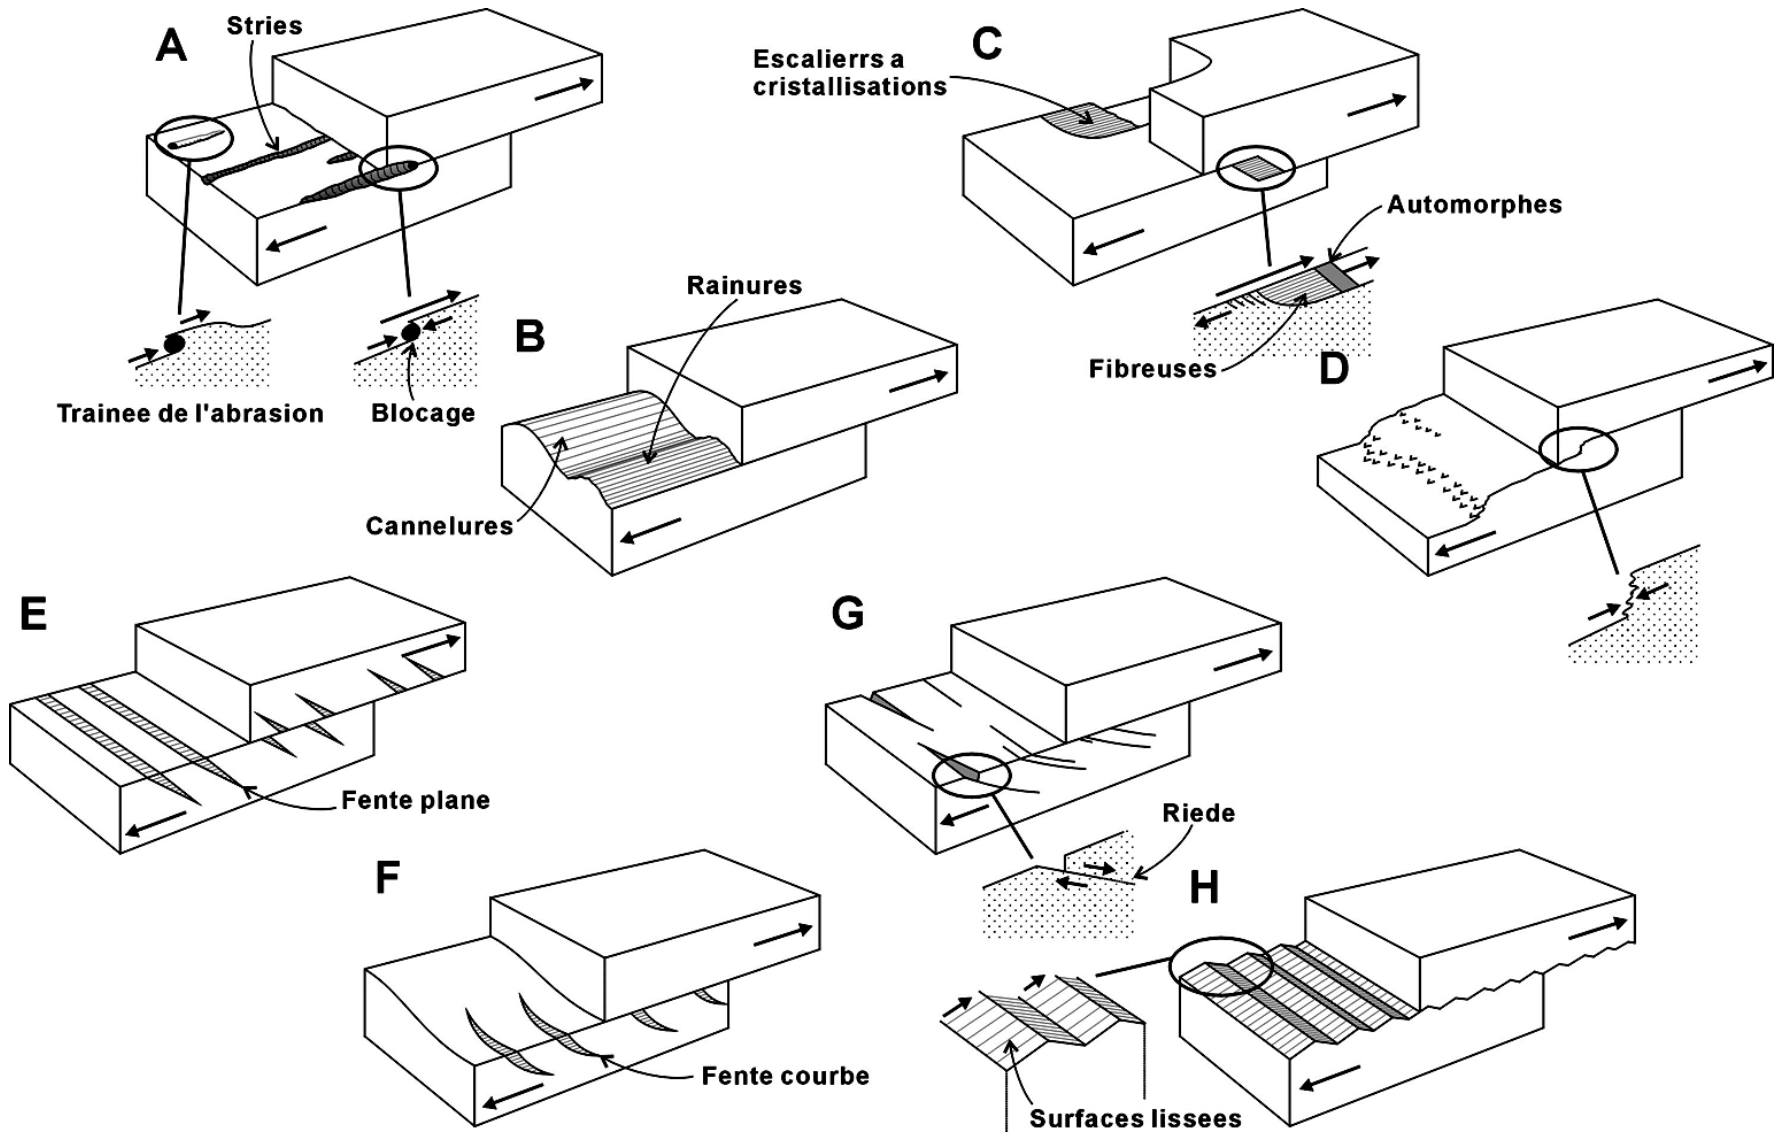 A
Stries
Trainee de l'abrasion
Blocage
B
Rainures
Cannelures
C
Escalierrs a
cristallisations
Automorphes
Fibreuses
D
E
Fente plane
F
Fente courbe
G
Riede
H
Surfaces lissees